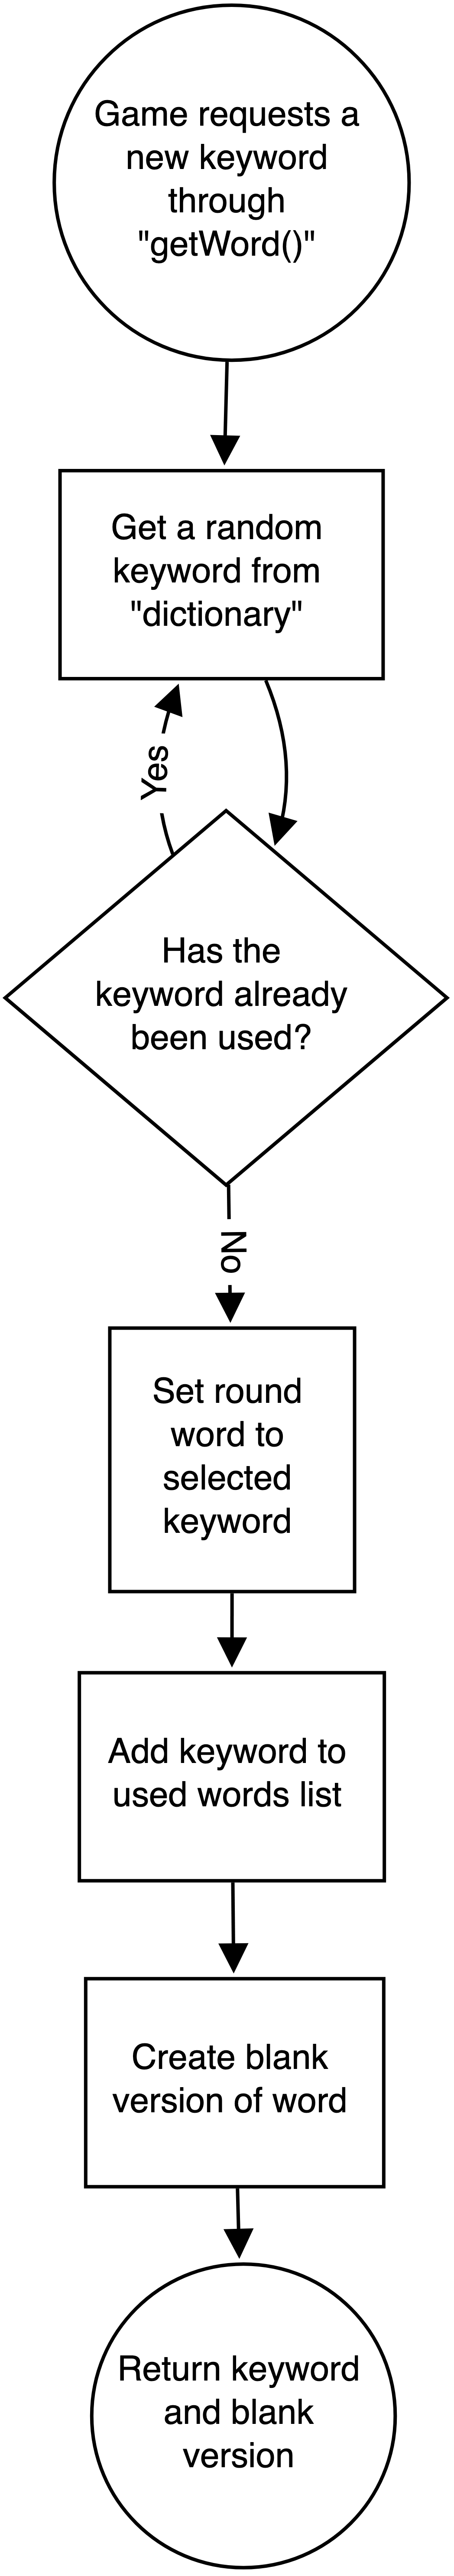 Game requests a
new keyword
through
"getWord()"
Get a random
keyword from
"dictionary"
Yes
Has the
keyword already
been used?
No
Set round
word to
selected
keyword
Add keyword to
used words list
Create blank
version of word
Return keyword
and blank
version